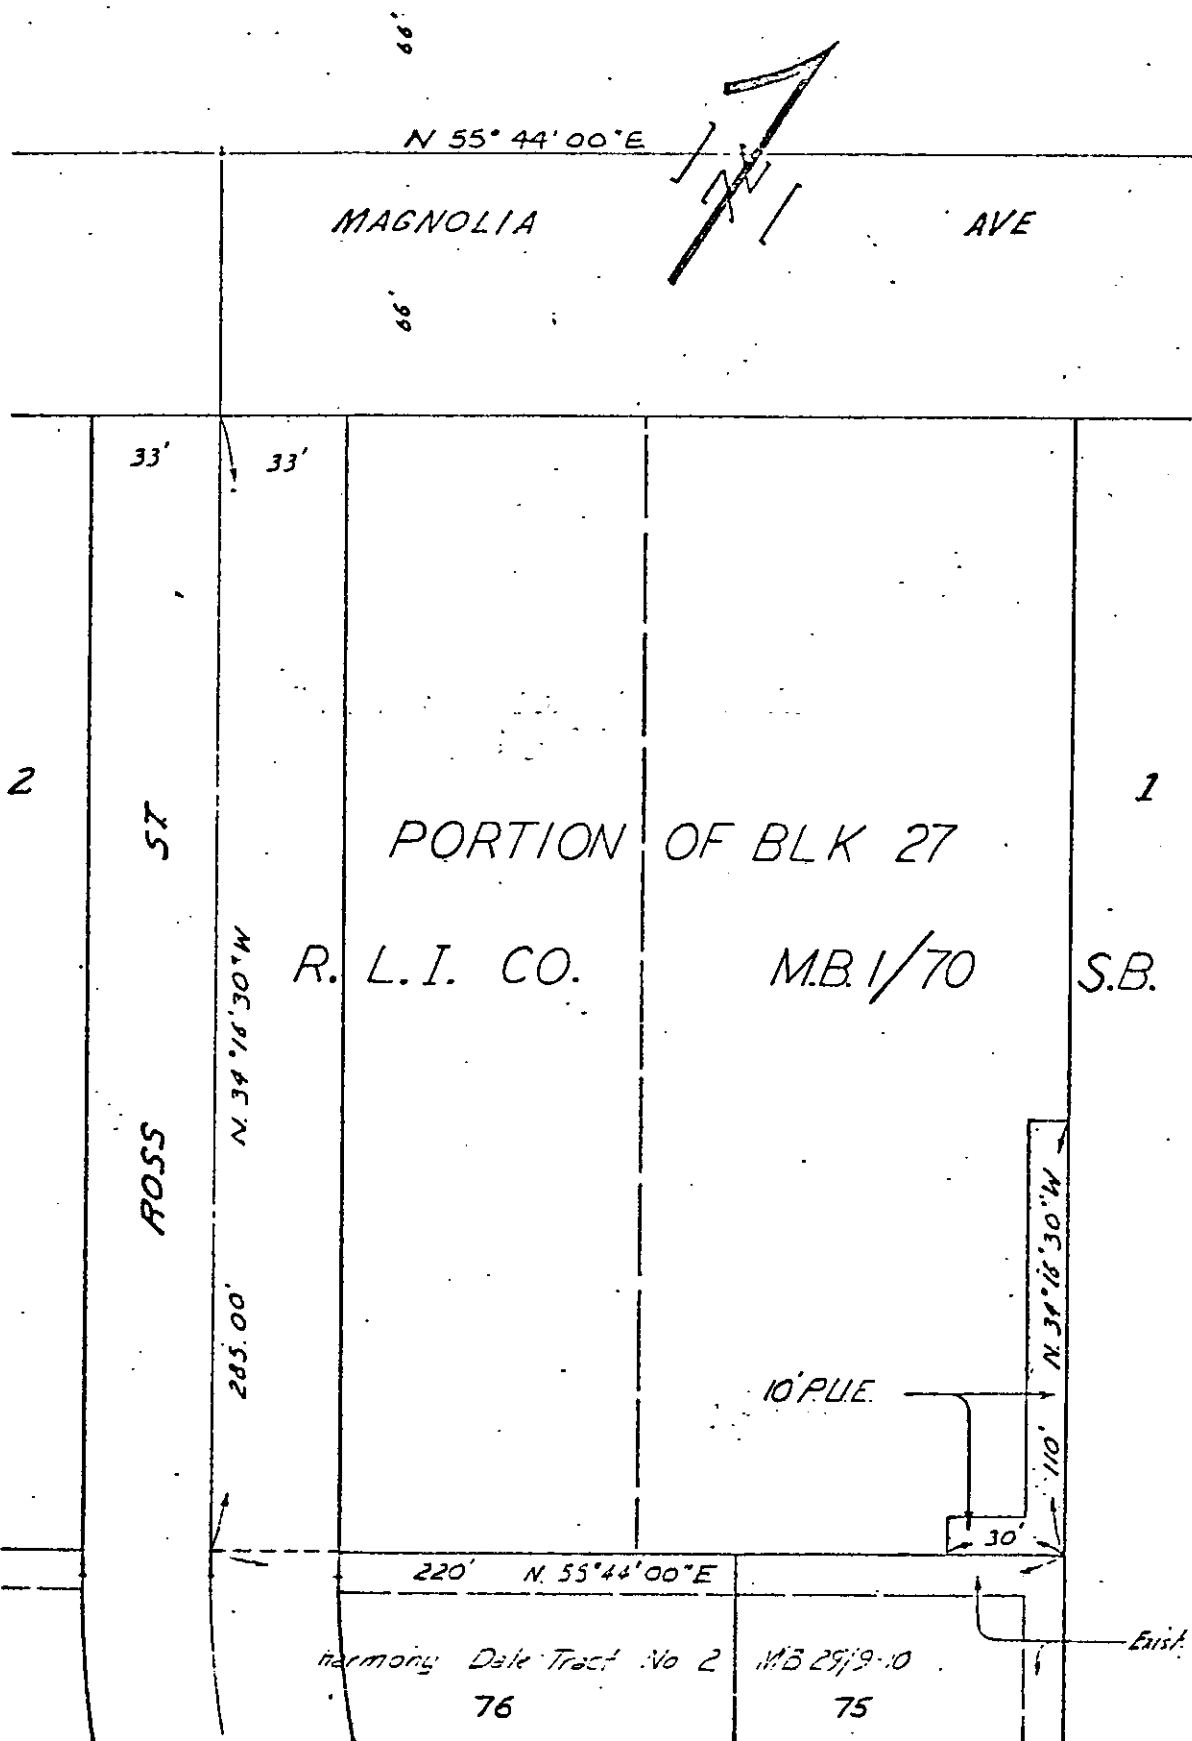 66'
N 55° 44' 00" E
N
MAGNOLIA AVE
66'
33' 33'
2
1
ROSS ST
PORTION OF BLK 27
R. L. I. CO. M.B. 1/70 S.B.
N. 34° 16' 30" W
285.00'
N. 34° 16' 30" W
110'
10' P.U.E.
30'
220' N. 55° 44' 00" E
Exist.
Harmony Dale Tract No 2 MB 29/9-10
76 75